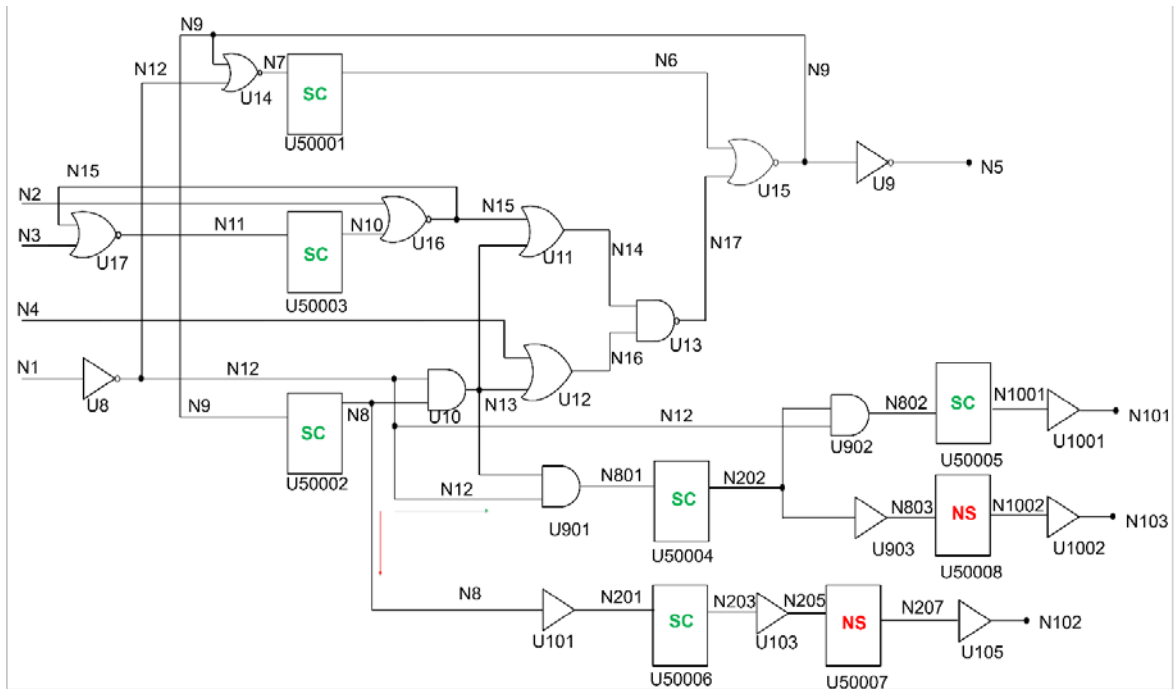 N9
N12
N7
SC
U14
U50001
N6
N9
U15
U9
N5
N15
N2
N3
U17
N11
SC
U50003
N10
U16
N15
U11
N14
N17
N4
N16
U13
U12
N1
U8
N12
N9
SC
U50002
N8
U10
N13
N12
U902
N802
SC
U50005
N1001
U1001
N101
N12
U901
N801
SC
U50004
N202
U903
N803
NS
U50008
N1002
U1002
N103
N8
U101
N201
SC
U50006
N203
U103
N205
NS
U50007
N207
U105
N102